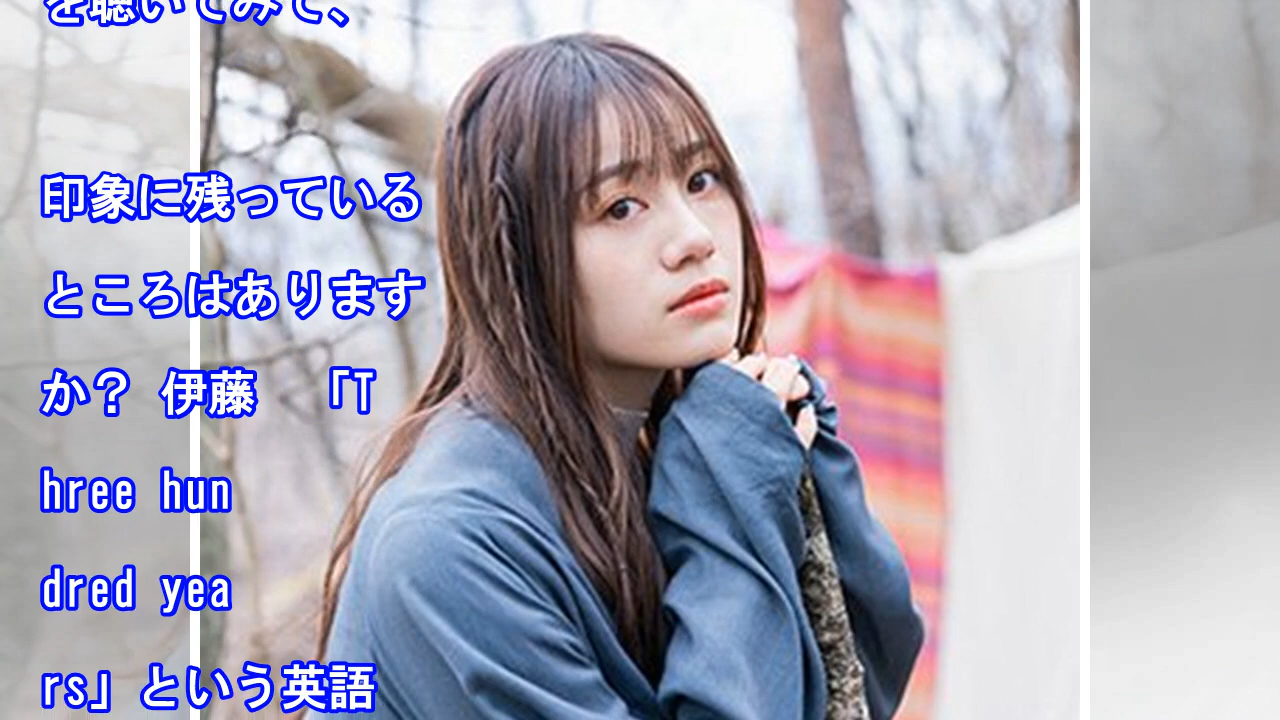 を聴いてみて、
印象に残っている
ところはあります
か? 伊藤 「T
hree hun
dred yea
rs」という英語